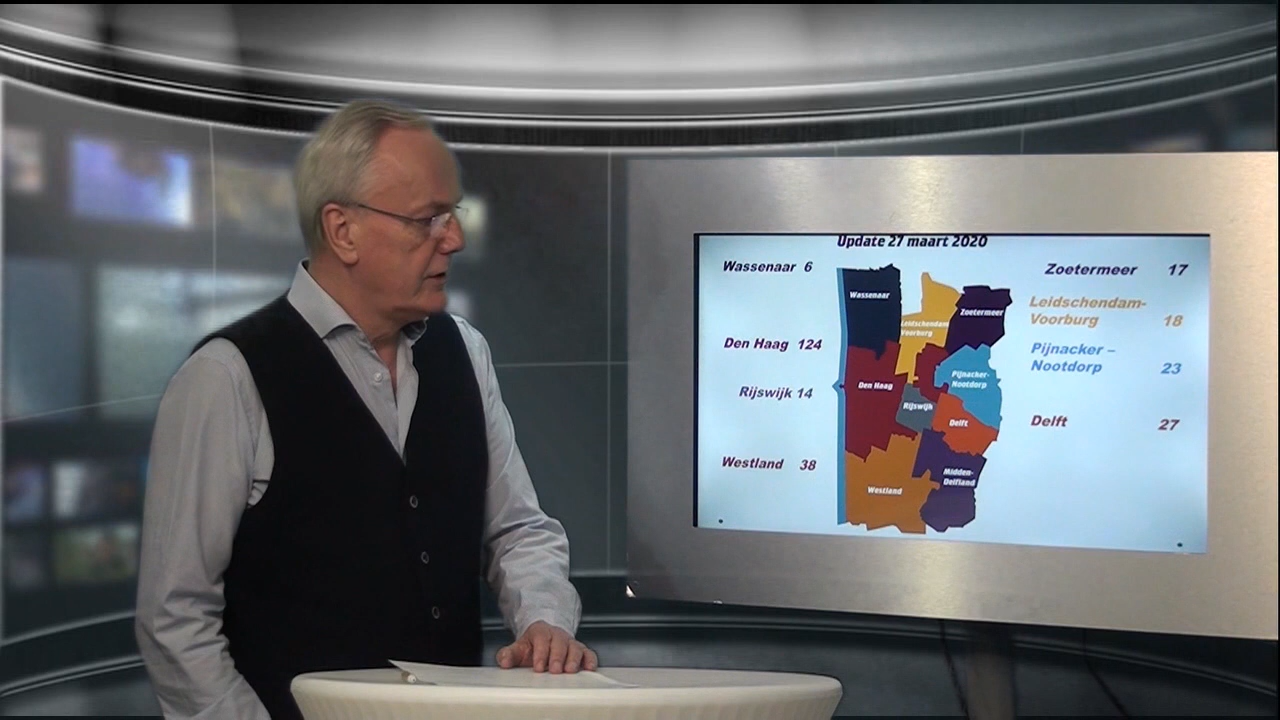 Update 27 maart 2020
Wassenaar 6
Den Haag 124
Rijswijk 14
Westland 38
Wassenaar
Leidschendam
Voorburg
Zoetermeer
Den Haag
Pijnacker-
Nootdorp
Rijswijk
Delft
Midden-
Delfland
Westland
Zoetermeer 17
Leidschendam-
Voorburg 18
Pijnacker –
Nootdorp 23
Delft 27